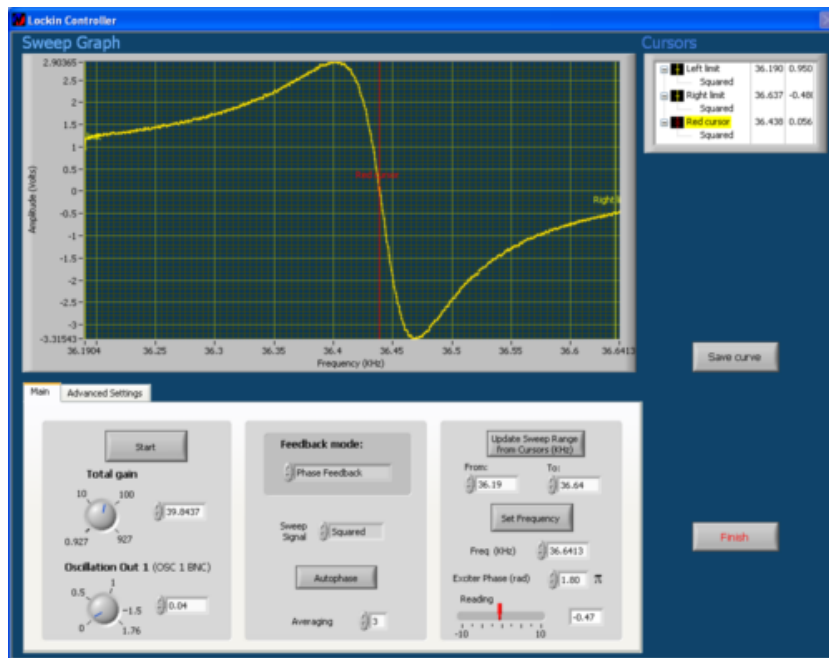 Lockin Controller
Sweep Graph
Cursors
2.90365
2.5
2
1.5
1
0.5
0
-0.5
-1
-1.5
-2
-2.5
-3
-3.31543
Amplitude (Volts)
Red cursor
Right li
36.1904 36.25 36.3 36.35 36.4 36.45 36.5 36.55 36.6 36.6413
Frequency (KHz)
Left limit 36.190 0.950
Squared
Right limit 36.637 -0.480
Squared
Red cursor 36.438 0.056
Squared
Save curve
Finish
Main Advanced Settings
Start
Total gain
10 100
39.8437
0.927 927
Oscillation Out 1 (OSC 1 BNC)
0.5 1
-1.5 0.04
0 1.76
Feedback mode:
Phase Feedback
Sweep
Signal
Squared
Autophase
Averaging 3
Update Sweep Range
from Cursors (KHz)
From: To:
36.19 36.64
Set Frequency
Freq (KHz) 36.6413
Exciter Phase (rad) 1.80 π
Reading
-0.47
-10 10